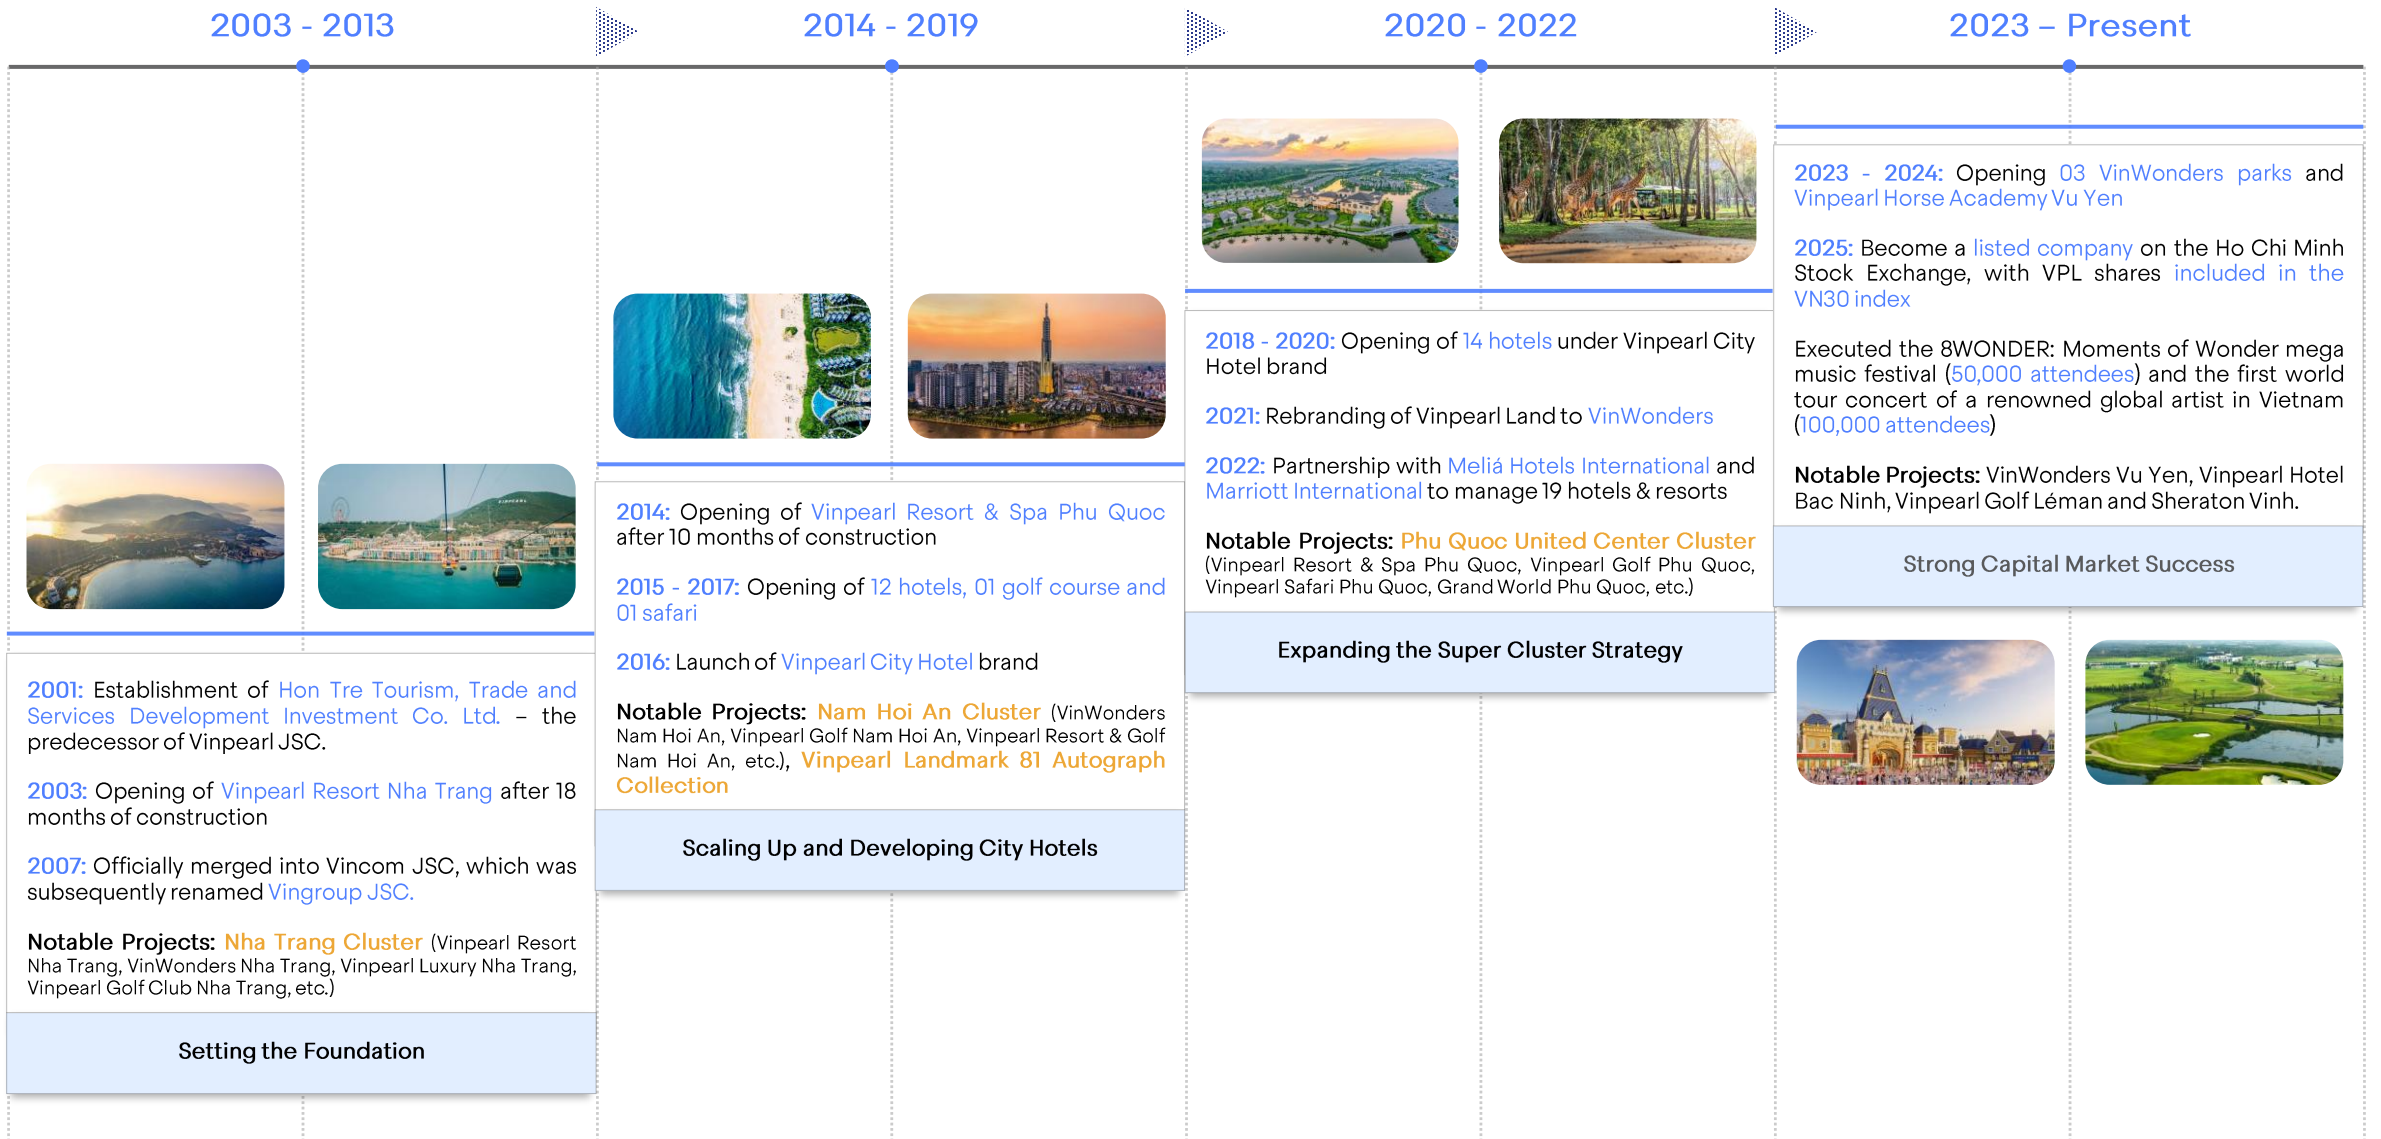 2003 - 2013
2014 - 2019
2020 - 2022
2023 – Present
VINPEARL
2001: Establishment of Hon Tre Tourism, Trade and
Services Development Investment Co. Ltd. – the
predecessor of Vinpearl JSC.
2003: Opening of Vinpearl Resort Nha Trang after 18
months of construction
2007: Officially merged into Vincom JSC, which was
subsequently renamed Vingroup JSC.
Notable Projects: Nha Trang Cluster (Vinpearl Resort
Nha Trang, VinWonders Nha Trang, Vinpearl Luxury Nha Trang,
Vinpearl Golf Club Nha Trang, etc.)
Setting the Foundation
2014: Opening of Vinpearl Resort & Spa Phu Quoc
after 10 months of construction
2015 - 2017: Opening of 12 hotels, 01 golf course and
01 safari
2016: Launch of Vinpearl City Hotel brand
Notable Projects: Nam Hoi An Cluster (VinWonders
Nam Hoi An, Vinpearl Golf Nam Hoi An, Vinpearl Resort & Golf
Nam Hoi An, etc.), Vinpearl Landmark 81 Autograph
Collection
Scaling Up and Developing City Hotels
2018 - 2020: Opening of 14 hotels under Vinpearl City
Hotel brand
2021: Rebranding of Vinpearl Land to VinWonders
2022: Partnership with Meliá Hotels International and
Marriott International to manage 19 hotels & resorts
Notable Projects: Phu Quoc United Center Cluster
(Vinpearl Resort & Spa Phu Quoc, Vinpearl Golf Phu Quoc,
Vinpearl Safari Phu Quoc, Grand World Phu Quoc, etc.)
Expanding the Super Cluster Strategy
2023 - 2024: Opening 03 VinWonders parks and
Vinpearl Horse Academy Vu Yen
2025: Become a listed company on the Ho Chi Minh
Stock Exchange, with VPL shares included in the
VN30 index
Executed the 8WONDER: Moments of Wonder mega
music festival (50,000 attendees) and the first world
tour concert of a renowned global artist in Vietnam
(100,000 attendees)
Notable Projects: VinWonders Vu Yen, Vinpearl Hotel
Bac Ninh, Vinpearl Golf Léman and Sheraton Vinh.
Strong Capital Market Success